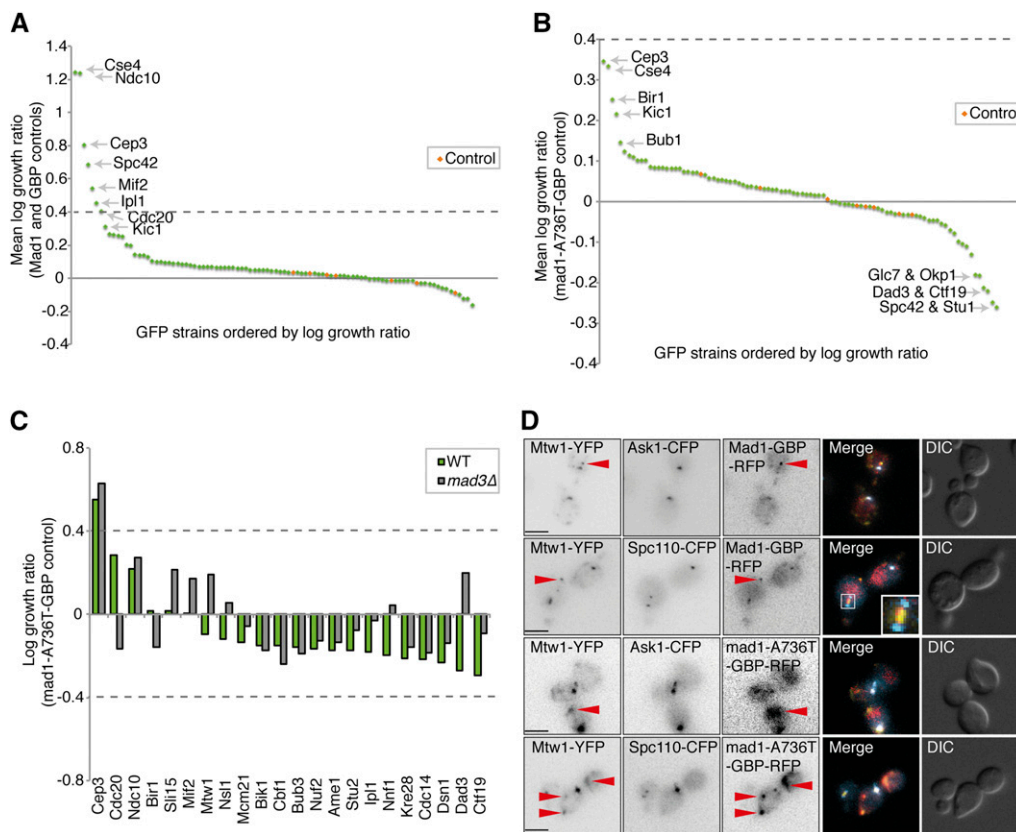 A
Mean log growth ratio
(Mad1 and GBP controls)
1.4
1.2
1
0.8
0.6
0.4
0.2
0
-0.2
-0.4
Cse4
Ndc10
Cep3
Spc42
Mif2
Ipl1
Cdc20
Kic1
Control
GFP strains ordered by log growth ratio
B
Mean log growth ratio
(mad1-A736T-GBP control)
0.4
0.3
0.2
0.1
0
-0.1
-0.2
-0.3
-0.4
Cep3
Cse4
Bir1
Kic1
Bub1
Control
Glc7 & Okp1
Dad3 & Ctf19
Spc42 & Stu1
GFP strains ordered by log growth ratio
C
Log growth ratio
(mad1-A736T-GBP control)
0.8
0.4
0
-0.4
-0.8
WT
mad3Δ
Cep3
Cdc20
Ndc10
Bir1
Sli15
Mif2
Mtw1
Nsl1
Mcm21
Bik1
Cbf1
Bub3
Nuf2
Ame1
Stu2
Ipl1
Nnf1
Kre28
Cdc14
Dsn1
Dad3
Ctf19
D
Mtw1-YFP
Ask1-CFP
Mad1-GBP
-RFP
Merge
DIC
Mtw1-YFP
Spc110-CFP
Mad1-GBP
-RFP
Merge
DIC
Mtw1-YFP
Ask1-CFP
mad1-A736T
-GBP-RFP
Merge
DIC
Mtw1-YFP
Spc110-CFP
mad1-A736T
-GBP-RFP
Merge
DIC